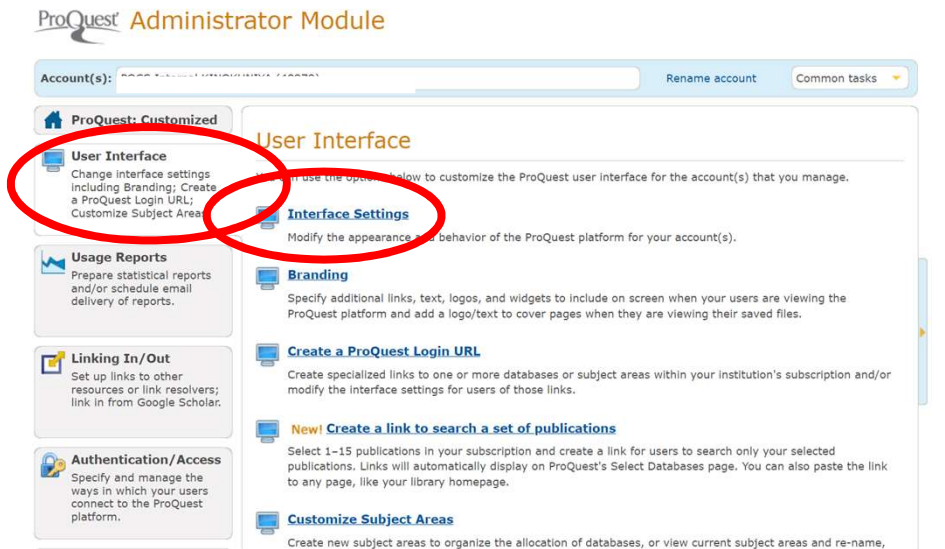 ProQuest Administrator Module
Account(s):
Rename account
Common tasks
ProQuest: Customized
User Interface
Change interface settings
including Branding; Create
a ProQuest Login URL;
Customize Subject Areas
Usage Reports
Prepare statistical reports
and/or schedule email
delivery of reports.
Linking In/Out
Set up links to other
resources or link resolvers;
link in from Google Scholar.
Authentication/Access
Specify and manage the
ways in which your users
connect to the ProQuest
platform.
User Interface
You can use the options below to customize the ProQuest user interface for the account(s) that you manage.
Interface Settings
Modify the appearance and behavior of the ProQuest platform for your account(s).
Branding
Specify additional links, text, logos, and widgets to include on screen when your users are viewing the
ProQuest platform and add a logo/text to cover pages when they are viewing their saved files.
Create a ProQuest Login URL
Create specialized links to one or more databases or subject areas within your institution's subscription and/or
modify the interface settings for users of those links.
New! Create a link to search a set of publications
Select 1–15 publications in your subscription and create a link for users to search only your selected
publications. Links will automatically display on ProQuest's Select Databases page. You can also paste the link
to any page, like your library homepage.
Customize Subject Areas
Create new subject areas to organize the allocation of databases, or view current subject areas and re-name,